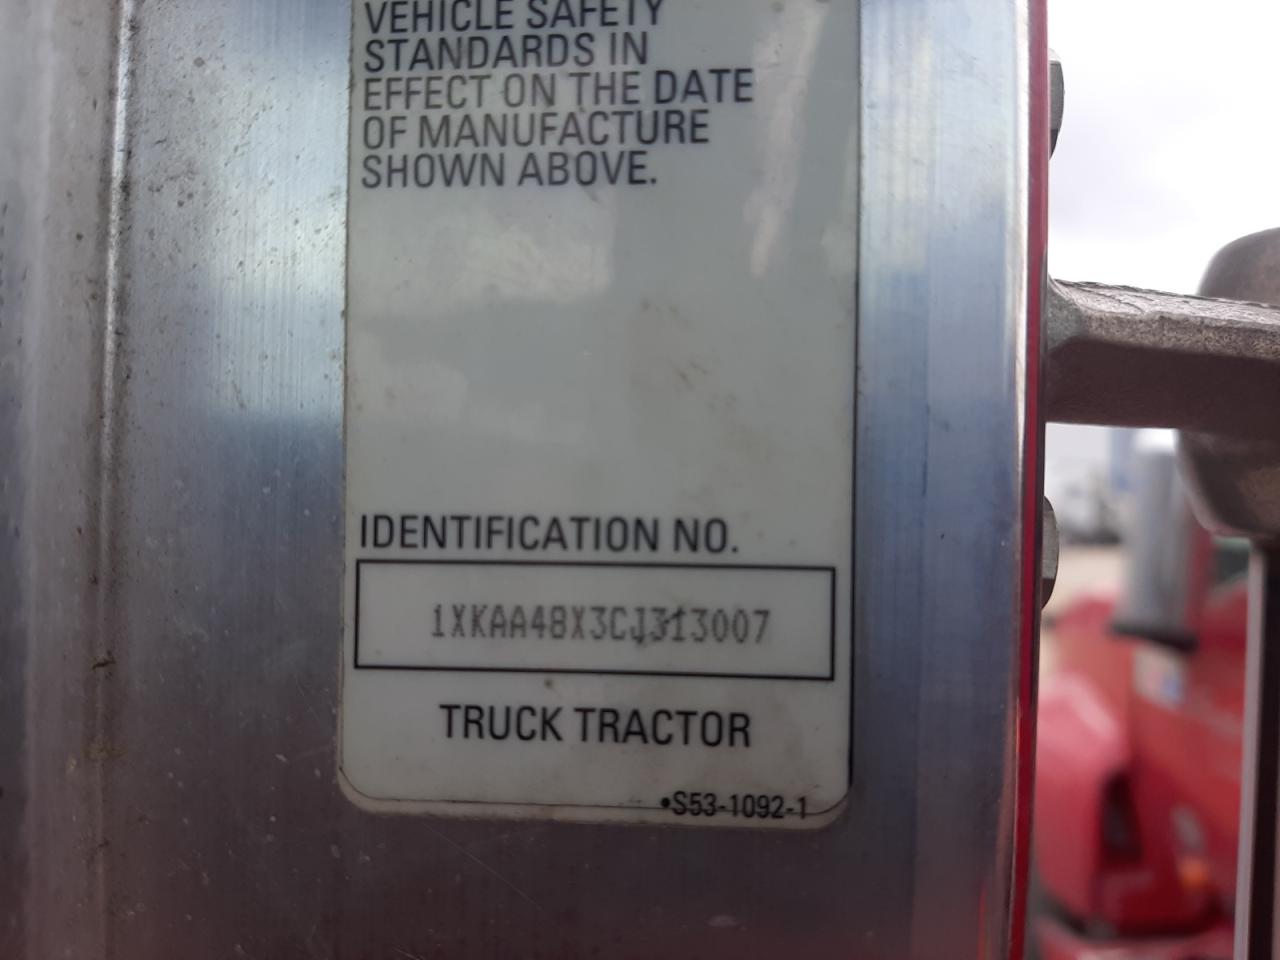 VEHICLE SAFETY
STANDARDS IN
EFFECT ON THE DATE
OF MANUFACTURE
SHOWN ABOVE.
IDENTIFICATION NO.
1XKAA48X3CJ313007
TRUCK TRACTOR
•S53-1092-1